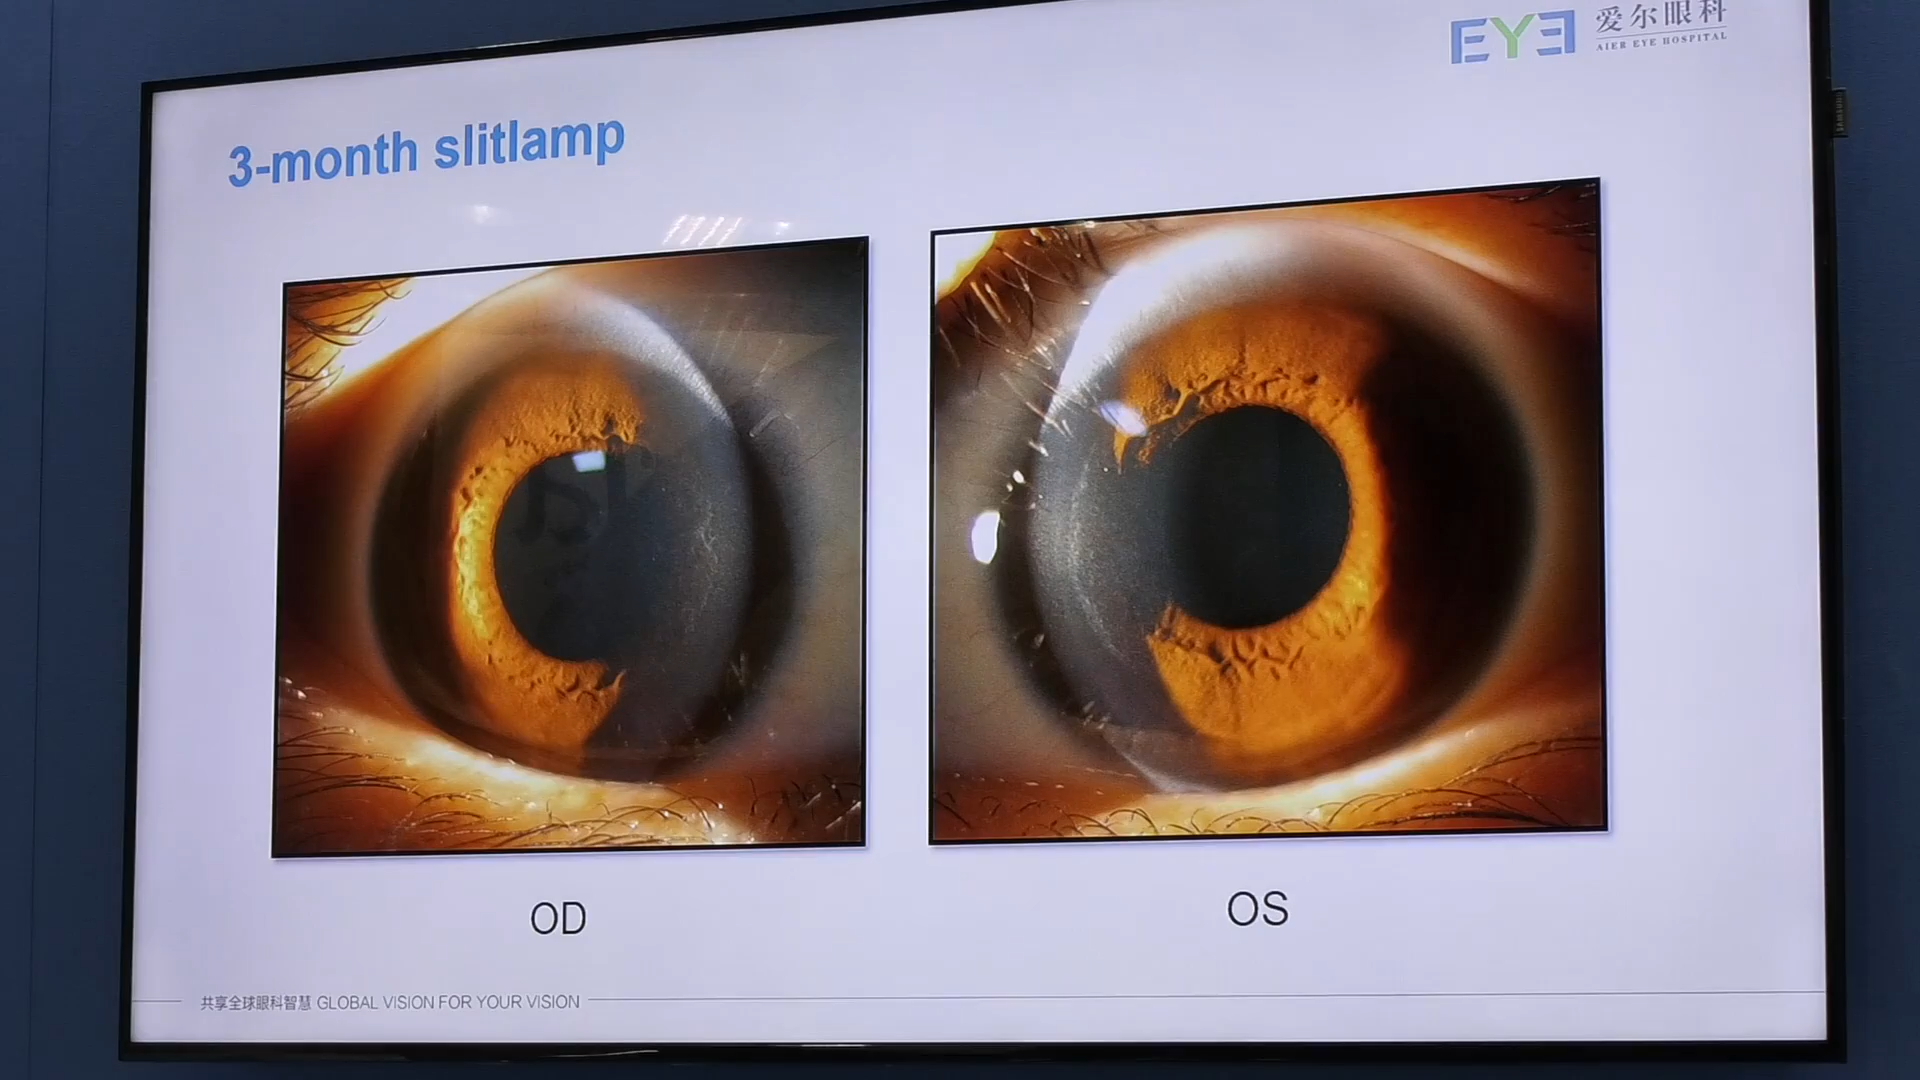 EYE 爱尔眼科
AIER EYE HOSPITAL
3-month slitlamp
OD
OS
共享全球眼科智慧 GLOBAL VISION FOR YOUR VISION
SAMSUNG